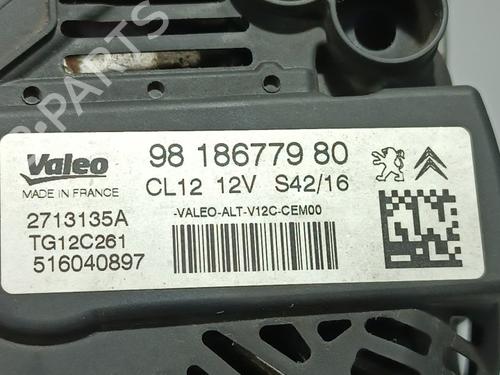 Valeo
MADE IN FRANCE
98 186779 80
CL12 12V S42/16
2713135A
TG12C261
516040897
-VALEO-ALT-V12C-CEM00